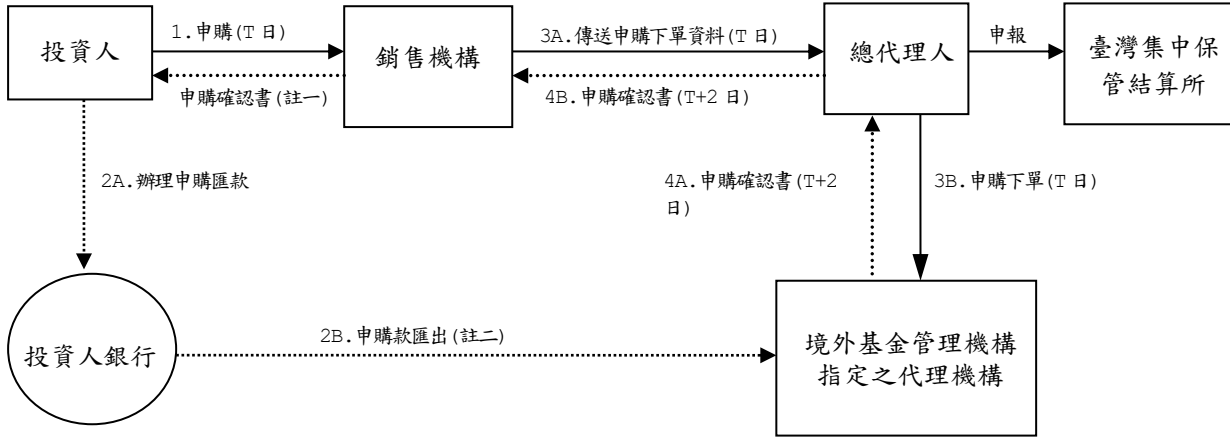 投資人
1.申購(T 日)
申購確認書(註一)
銷售機構
3A.傳送申購下單資料(T 日)
4B.申購確認書(T+2 日)
總代理人
申報
臺灣集中保
管結算所
2A.辦理申購匯款
4A.申購確認書(T+2
日)
3B.申購下單(T 日)
投資人銀行
2B.申購款匯出(註二)
境外基金管理機構
指定之代理機構